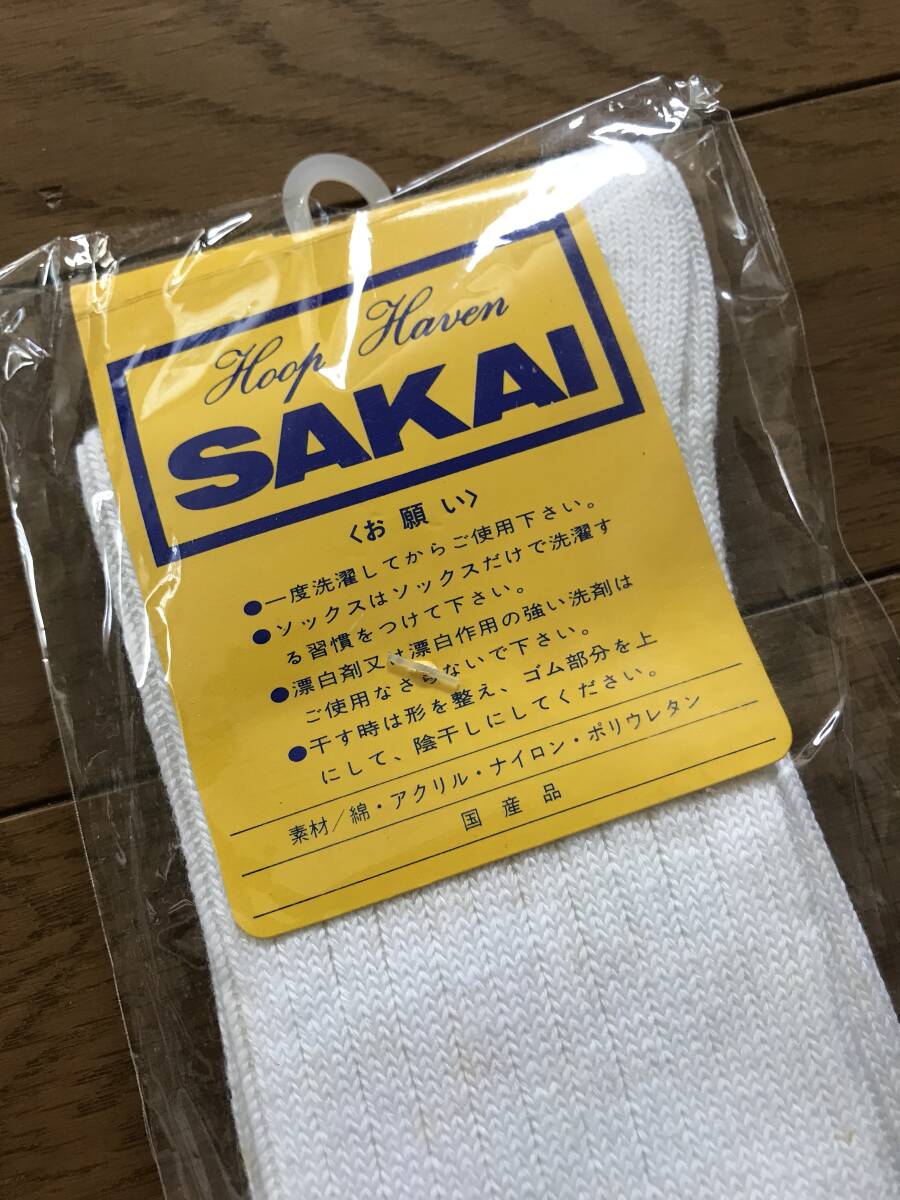 Hoop Haven
SAKAI
〈お願い〉
●一度洗濯してからご使用下さい。
●ソックスはソックスだけで洗濯す
る習慣をつけて下さい。
●漂白剤又は漂白作用の強い洗剤は
ご使用なさらないで下さい。
●干す時は形を整え、ゴム部分を上
にして、陰干しにしてください。
素材/綿・アクリル・ナイロン・ポリウレタン
国産品